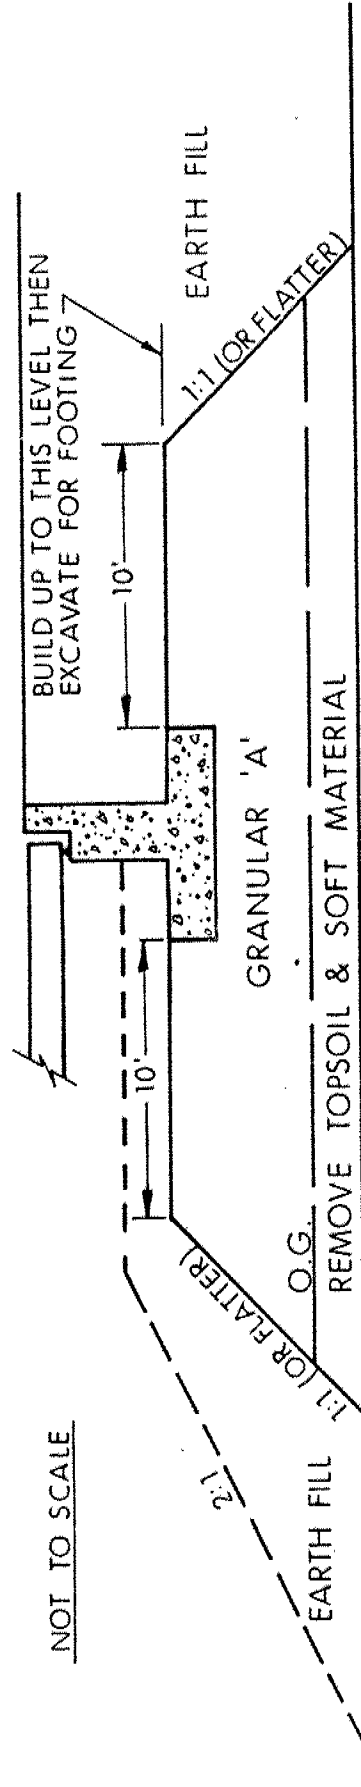 NOT TO SCALE
BUILD UP TO THIS LEVEL THEN
EXCAVATE FOR FOOTING
10'
10'
EARTH FILL
1:1 (OR FLATTER)
1:1 (OR FLATTER)
2:1
GRANULAR 'A'
O.G.
REMOVE TOPSOIL & SOFT MATERIAL
EARTH FILL